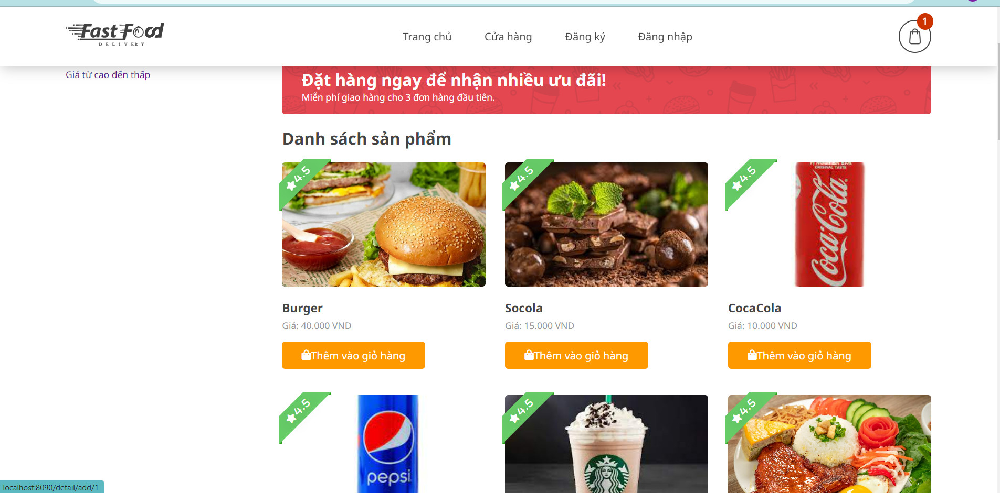 Fast Food
DELIVERY
Trang chủ
Cửa hàng
Đăng ký
Đăng nhập
1
Giá từ cao đến thấp
Đặt hàng ngay để nhận nhiều ưu đãi!
Miễn phí giao hàng cho 3 đơn hàng đầu tiên.
Danh sách sản phẩm
4.5
4.5
4.5
ORIGINAL TASTE
Coca-Cola
Burger
Socola
CocaCola
Giá: 40.000 VND
Giá: 15.000 VND
Giá: 10.000 VND
Thêm vào giỏ hàng
Thêm vào giỏ hàng
Thêm vào giỏ hàng
4.5
4.5
4.5
pepsi
localhost:8090/detail/add/1